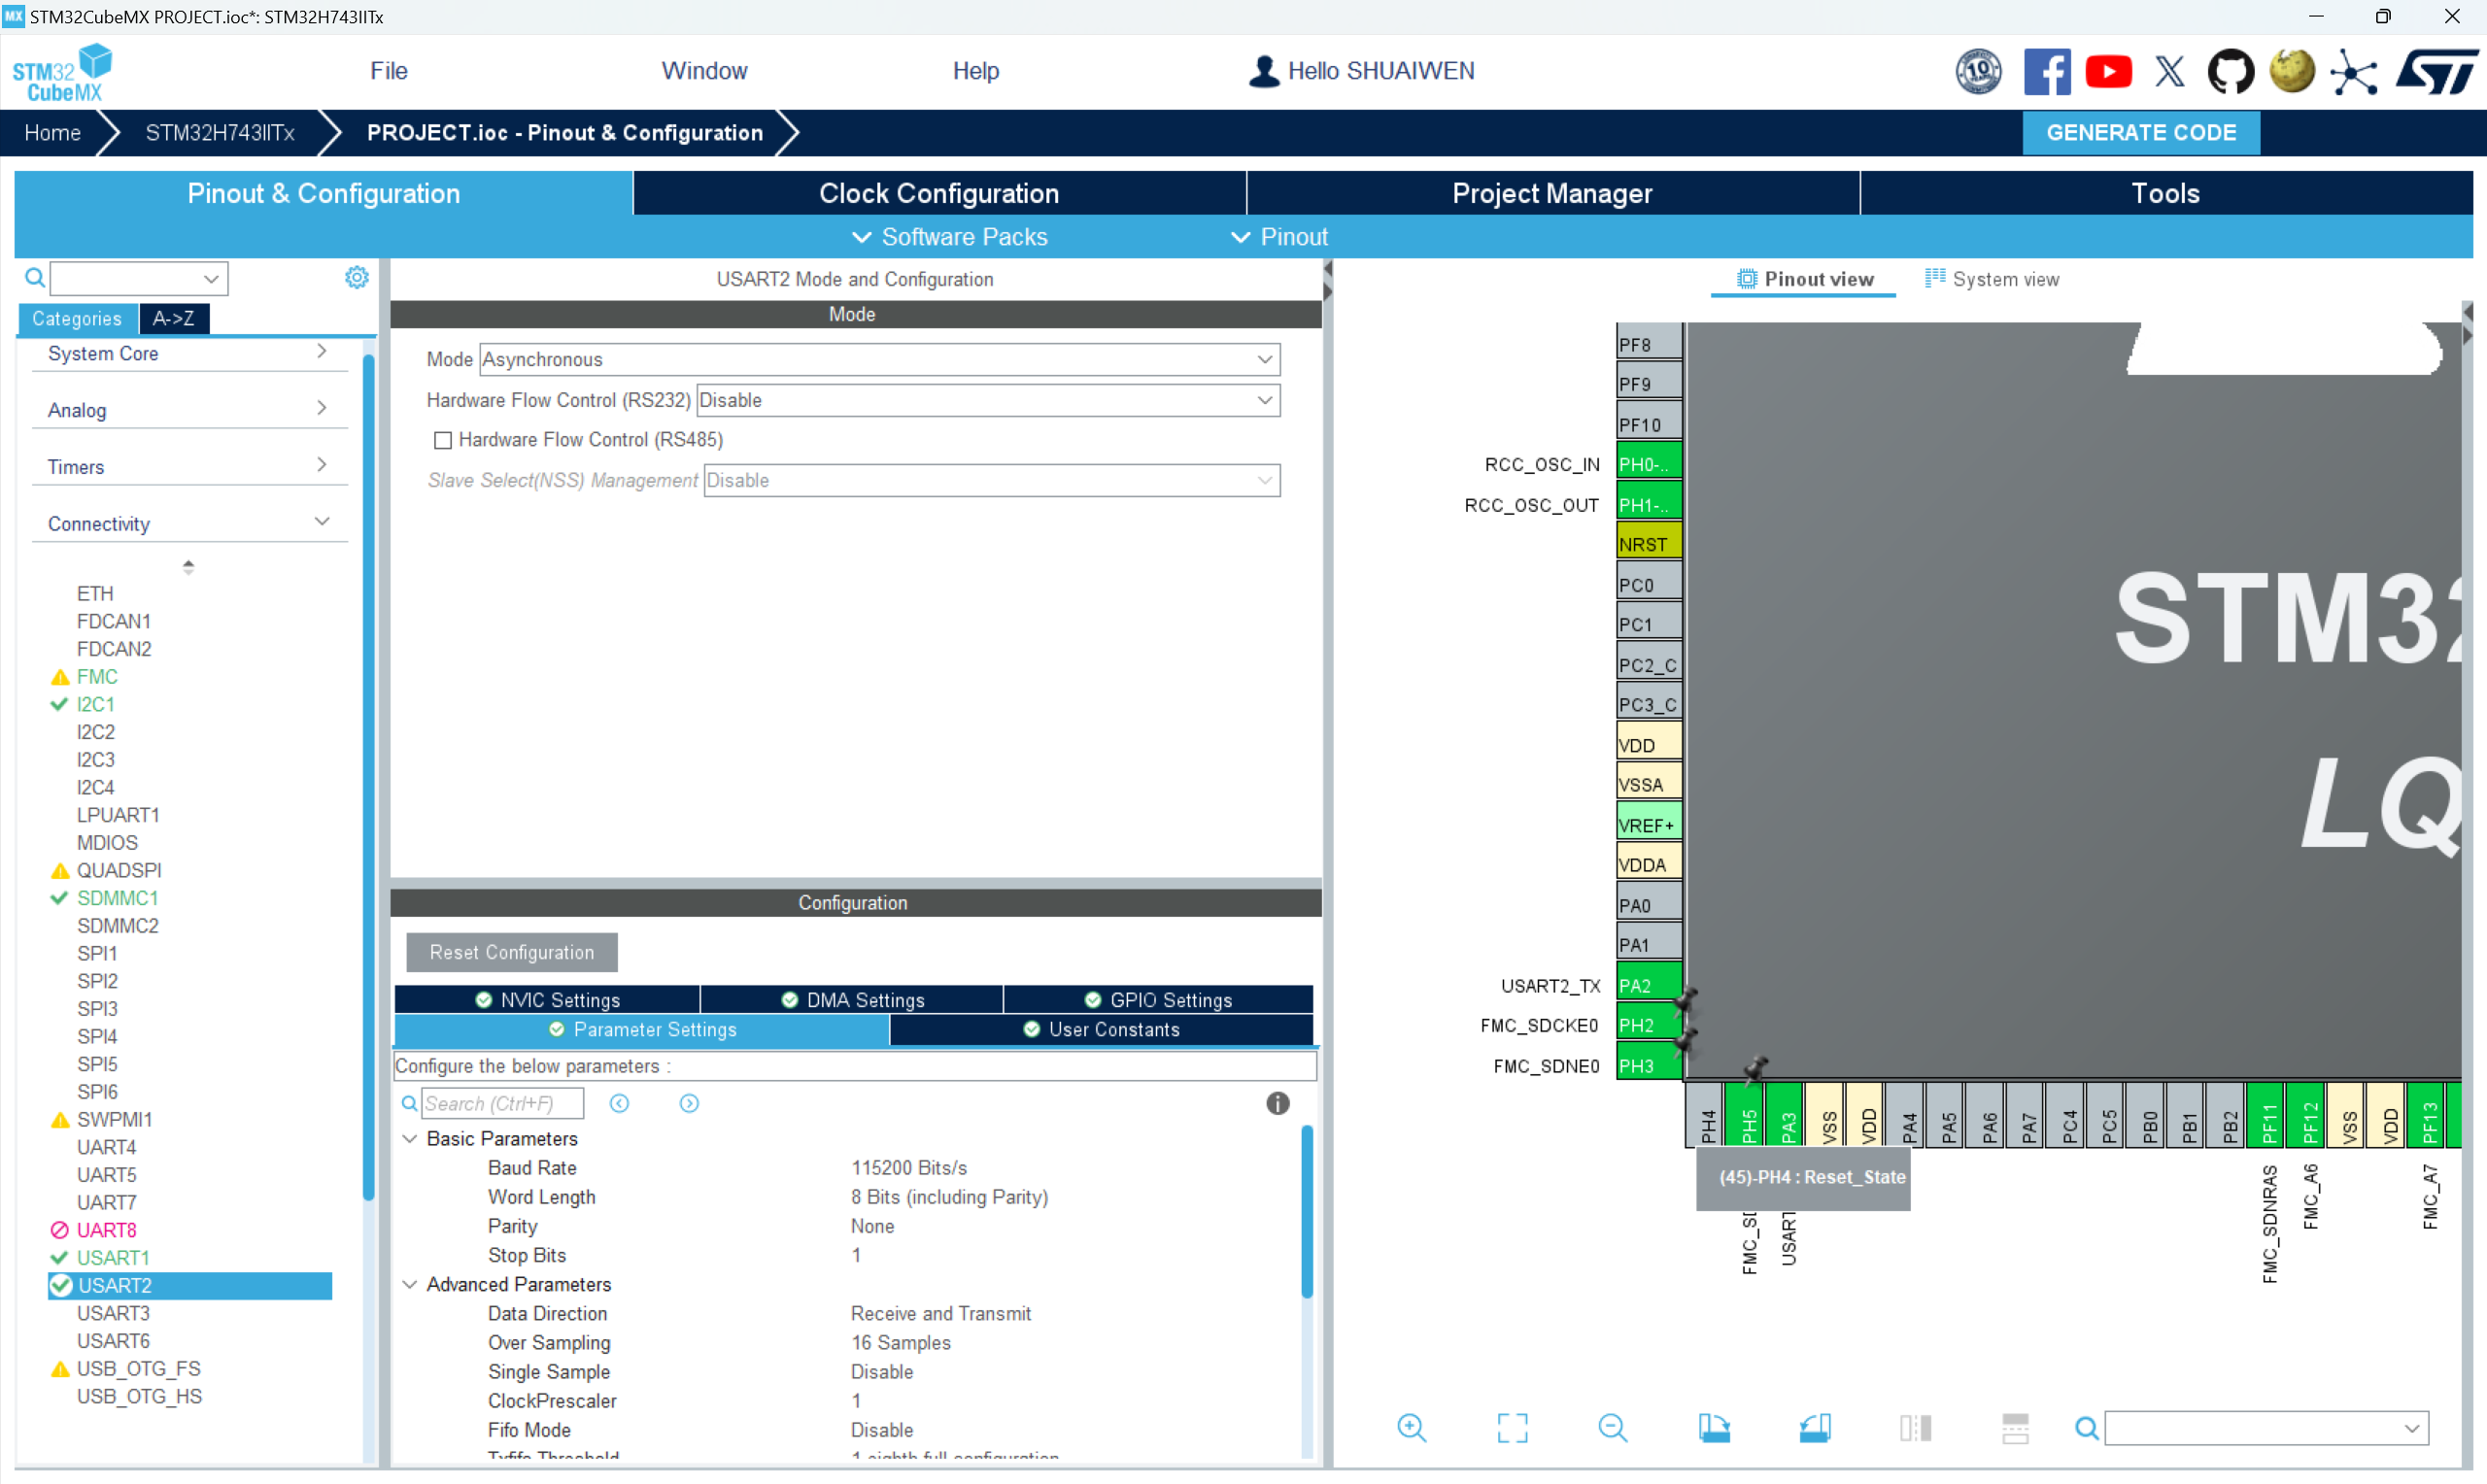 MX STM32CubeMX PROJECT.ioc*: STM32H743IITx
STM32 CubeMX
File
Window
Help
Hello SHUAIWEN
10
GENERATE CODE
Home
STM32H743IITx
PROJECT.ioc - Pinout & Configuration
Pinout & Configuration
Clock Configuration
Project Manager
Tools
Software Packs
Pinout
Categories
A->Z
System Core
Analog
Timers
Connectivity
ETH
FDCAN1
FDCAN2
FMC
I2C1
I2C2
I2C3
I2C4
LPUART1
MDIOS
QUADSPI
SDMMC1
SDMMC2
SPI1
SPI2
SPI3
SPI4
SPI5
SPI6
SWPMI1
UART4
UART5
UART7
UART8
USART1
USART2
USART3
USART6
USB_OTG_FS
USB_OTG_HS
USART2 Mode and Configuration
Mode
Mode Asynchronous
Hardware Flow Control (RS232) Disable
Hardware Flow Control (RS485)
Slave Select(NSS) Management Disable
Configuration
Reset Configuration
NVIC Settings
DMA Settings
GPIO Settings
Parameter Settings
User Constants
Configure the below parameters :
Search (Ctrl+F)
Basic Parameters
Baud Rate 115200 Bits/s
Word Length 8 Bits (including Parity)
Parity None
Stop Bits 1
Advanced Parameters
Data Direction Receive and Transmit
Over Sampling 16 Samples
Single Sample Disable
ClockPrescaler 1
Fifo Mode Disable
Txfifo Threshold 1 eighth full configuration
Pinout view
System view
PF8
PF9
PF10
RCC_OSC_IN PH0-..
RCC_OSC_OUT PH1-..
NRST
PC0
PC1
PC2_C
PC3_C
VDD
VSSA
VREF+
VDDA
PA0
PA1
USART2_TX PA2
FMC_SDCKE0 PH2
FMC_SDNE0 PH3
STM32
LQ
PH4
PH5
PA3
VSS
VDD
PA4
PA5
PA6
PA7
PC4
PC5
PB0
PB1
PB2
PF11
PF12
VSS
VDD
PF13
(45)-PH4 : Reset_State
FMC_SD
USART
FMC_SDNRAS
FMC_A6
FMC_A7